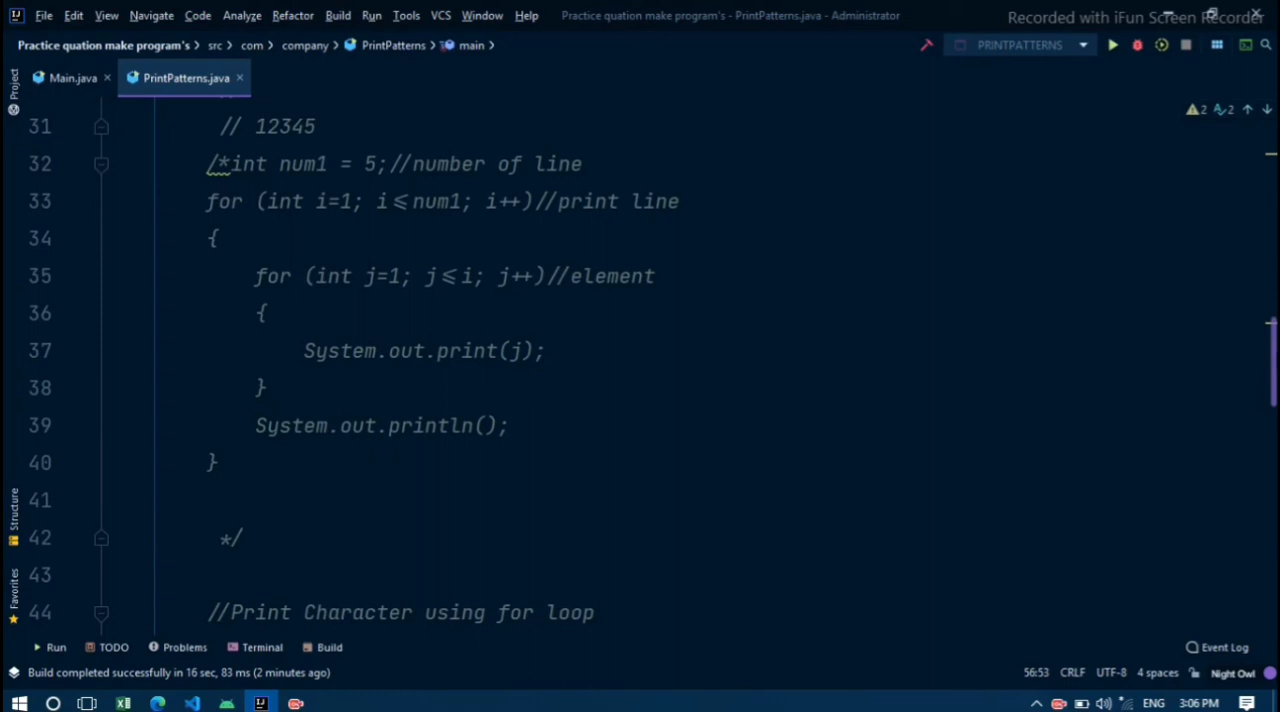 File Edit View Navigate Code Analyze Refactor Build Run Tools VCS Window Help Practice quation make program's - PrintPatterns.java - Administrator
Recorded with iFun Screen Recorder
Practice quation make program's > src > com > company > PrintPatterns > main > PRINTPATTERNS
Main.java × PrintPatterns.java ×
Project
2 2
31 // 12345
32 /*int num1 = 5;//number of line
33 for (int i=1; i<=num1; i++)//print line
34 {
35 for (int j=1; j<=i; j++)//element
36 {
37 System.out.print(j);
38 }
39 System.out.println();
40 }
41
42 */
43
44 //Print Character using for loop
Structure
Favorites
Run TODO Problems Terminal Build Event Log
Build completed successfully in 16 sec, 83 ms (2 minutes ago) 56:53 CRLF UTF-8 4 spaces Night Owl
ENG 3:06 PM